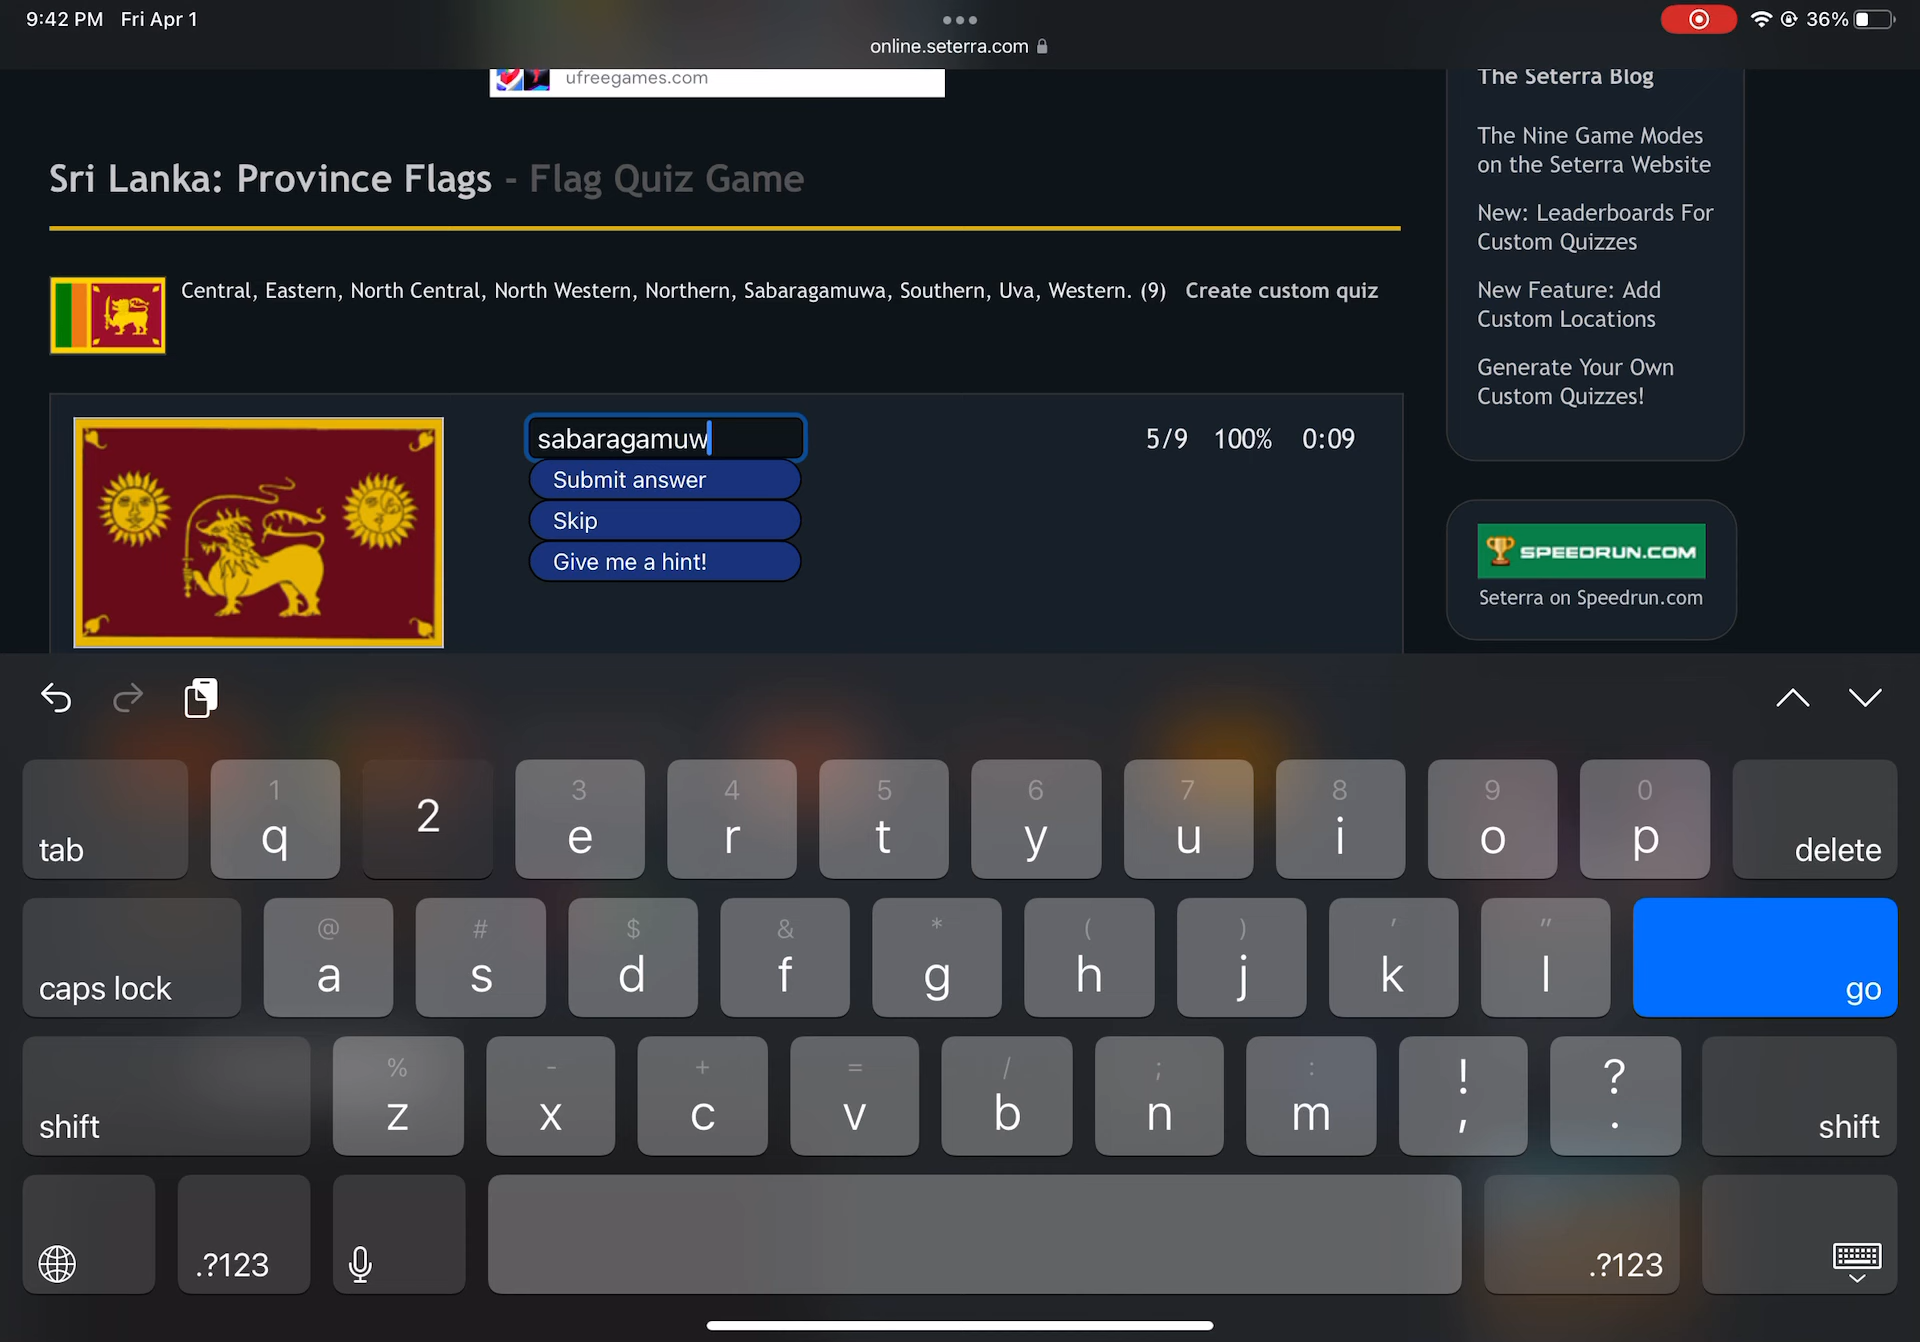 9:42 PM Fri Apr 1
36%
online.seterra.com
ufreegames.com
The Seterra Blog
The Nine Game Modes
on the Seterra Website
New: Leaderboards For
Custom Quizzes
New Feature: Add
Custom Locations
Generate Your Own
Custom Quizzes!
Sri Lanka: Province Flags - Flag Quiz Game
Central, Eastern, North Central, North Western, Northern, Sabaragamuwa, Southern, Uva, Western. (9) Create custom quiz
sabaragamuw
5/9 100% 0:09
Submit answer
Skip
Give me a hint!
SPEEDRUN.COM
Seterra on Speedrun.com
1 3 4 5 6 7 8 9 0
tab q 2 e r t y u i o p delete
@ # $ & * ( ) ' "
caps lock a s d f g h j k l go
% - + = / ; : ! ?
shift z x c v b n m , . shift
.?123 .?123